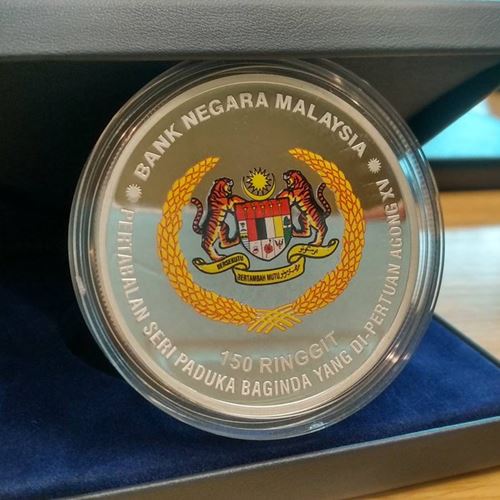 BANK NEGARA MALAYSIA
BERSEKUTU
BERTAMBAH MUTU
150 RINGGIT
PERTABALAN SERI PADUKA BAGINDA YANG DI-PERTUAN AGONG XV